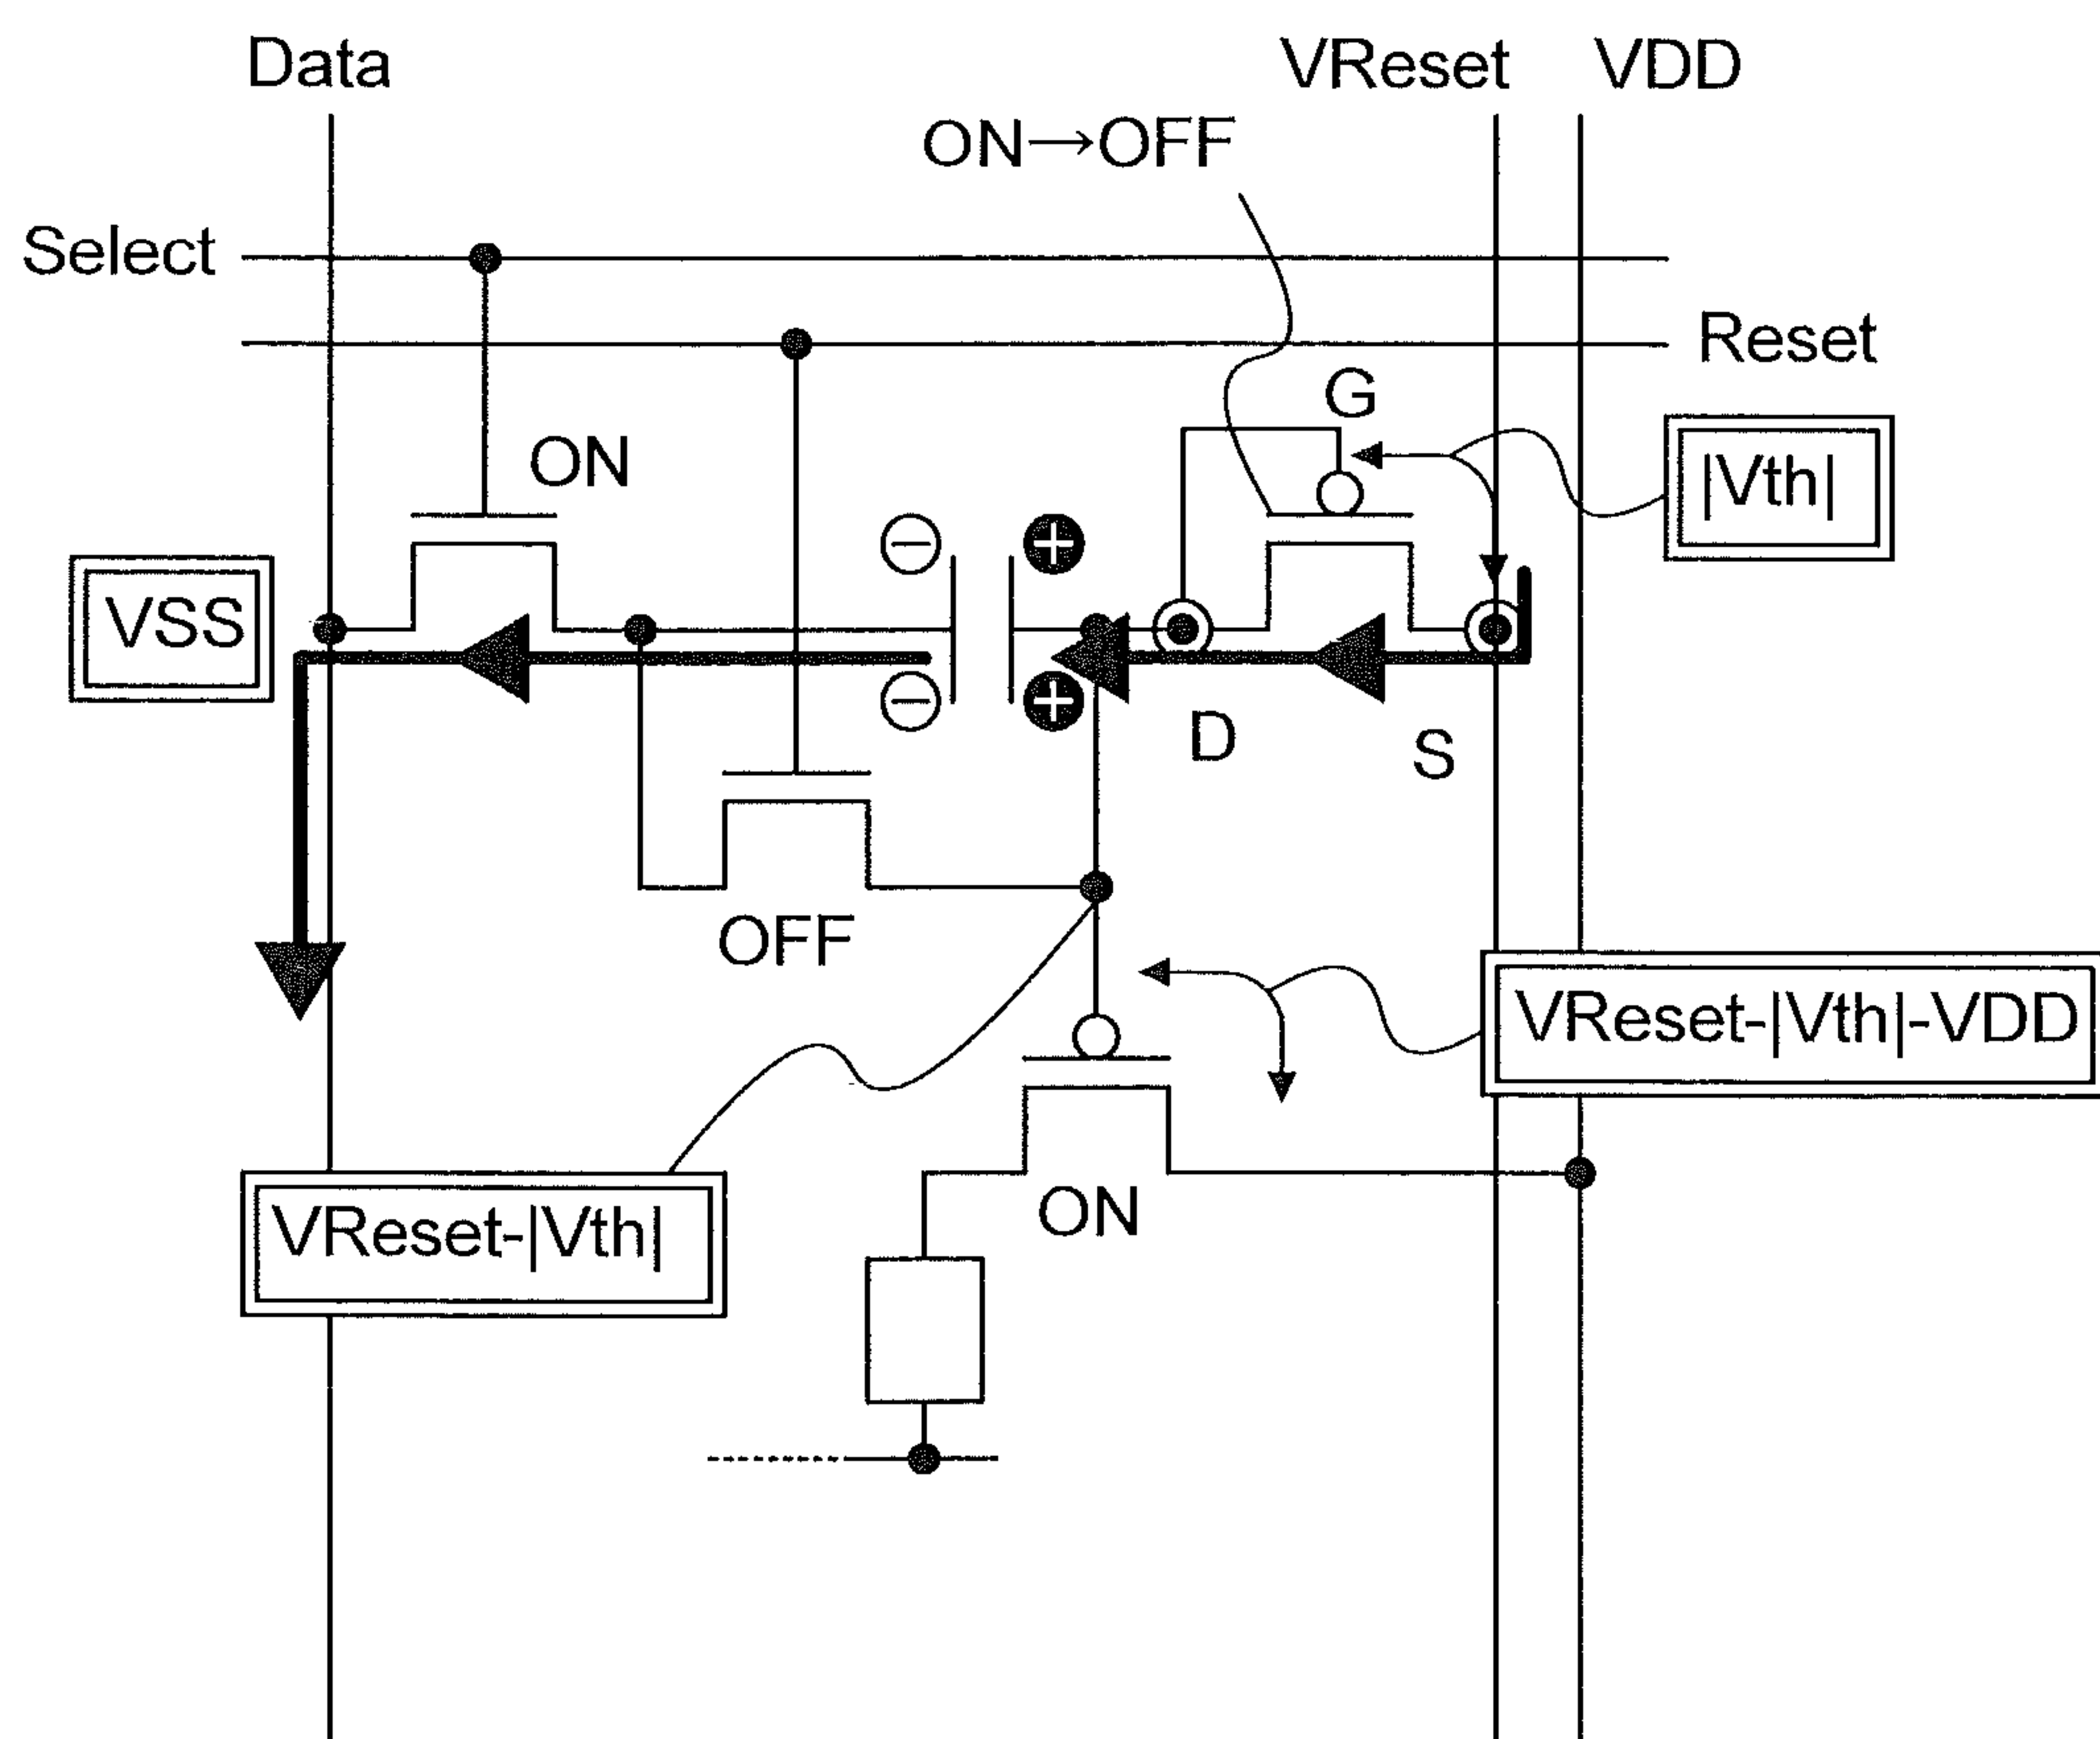 Data
VReset
VDD
ON→OFF
Select
Reset
G
ON
|Vth|
VSS
D
S
OFF
VReset-|Vth|-VDD
ON
VReset-|Vth|